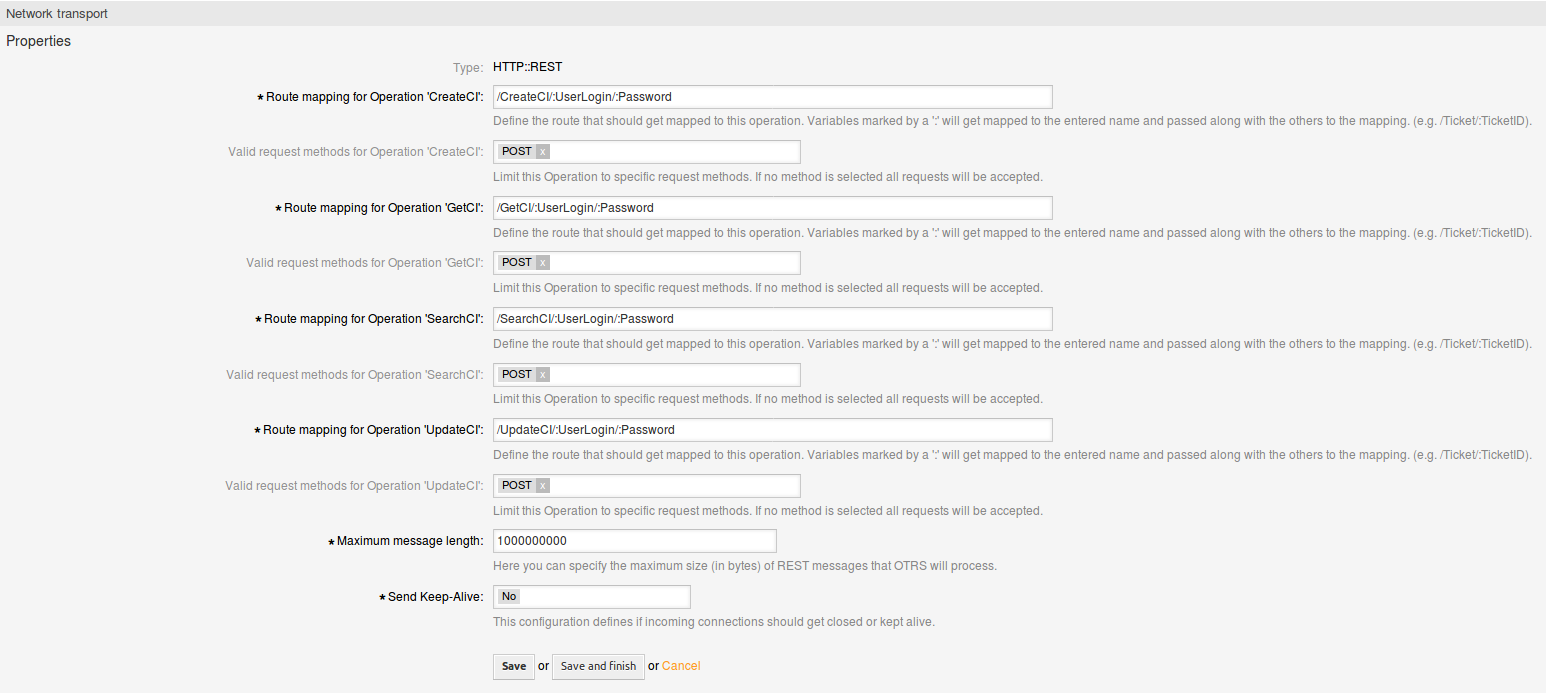 Network transport
Properties
Type: HTTP::REST
★ Route mapping for Operation 'CreateCI': /CreateCI/:UserLogin/:Password
Define the route that should get mapped to this operation. Variables marked by a ':' will get mapped to the entered name and passed along with the others to the mapping. (e.g. /Ticket/:TicketID).
Valid request methods for Operation 'CreateCI': POST x
Limit this Operation to specific request methods. If no method is selected all requests will be accepted.
★ Route mapping for Operation 'GetCI': /GetCI/:UserLogin/:Password
Define the route that should get mapped to this operation. Variables marked by a ':' will get mapped to the entered name and passed along with the others to the mapping. (e.g. /Ticket/:TicketID).
Valid request methods for Operation 'GetCI': POST x
Limit this Operation to specific request methods. If no method is selected all requests will be accepted.
★ Route mapping for Operation 'SearchCI': /SearchCI/:UserLogin/:Password
Define the route that should get mapped to this operation. Variables marked by a ':' will get mapped to the entered name and passed along with the others to the mapping. (e.g. /Ticket/:TicketID).
Valid request methods for Operation 'SearchCI': POST x
Limit this Operation to specific request methods. If no method is selected all requests will be accepted.
★ Route mapping for Operation 'UpdateCI': /UpdateCI/:UserLogin/:Password
Define the route that should get mapped to this operation. Variables marked by a ':' will get mapped to the entered name and passed along with the others to the mapping. (e.g. /Ticket/:TicketID).
Valid request methods for Operation 'UpdateCI': POST x
Limit this Operation to specific request methods. If no method is selected all requests will be accepted.
★ Maximum message length: 1000000000
Here you can specify the maximum size (in bytes) of REST messages that OTRS will process.
★ Send Keep-Alive: No
This configuration defines if incoming connections should get closed or kept alive.
Save or Save and finish or Cancel